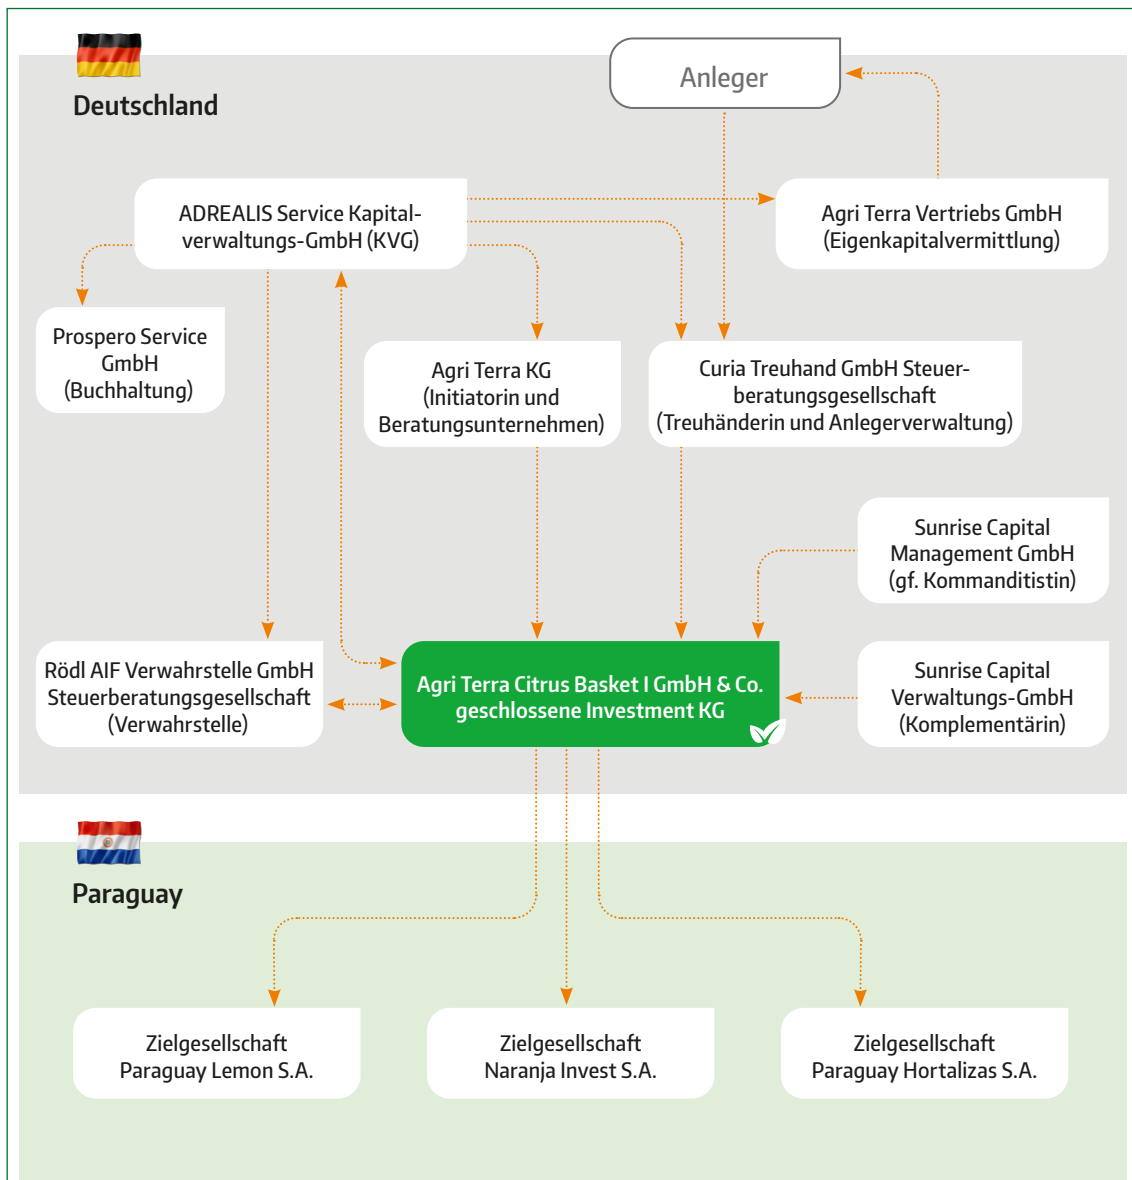 Deutschland
Anleger
ADREALIS Service Kapital-
verwaltungs-GmbH (KVG)
Agri Terra Vertriebs GmbH
(Eigenkapitalvermittlung)
Prospero Service
GmbH
(Buchhaltung)
Agri Terra KG
(Initiatorin und
Beratungsunternehmen)
Curia Treuhand GmbH Steuer-
beratungsgesellschaft
(Treuhänderin und Anlegerverwaltung)
Sunrise Capital
Management GmbH
(gf. Kommanditistin)
Rödl AIF Verwahrstelle GmbH
Steuerberatungsgesellschaft
(Verwahrstelle)
Agri Terra Citrus Basket I GmbH & Co.
geschlossene Investment KG
Sunrise Capital
Verwaltungs-GmbH
(Komplementärin)
Paraguay
Zielgesellschaft
Paraguay Lemon S.A.
Zielgesellschaft
Naranja Invest S.A.
Zielgesellschaft
Paraguay Hortalizas S.A.